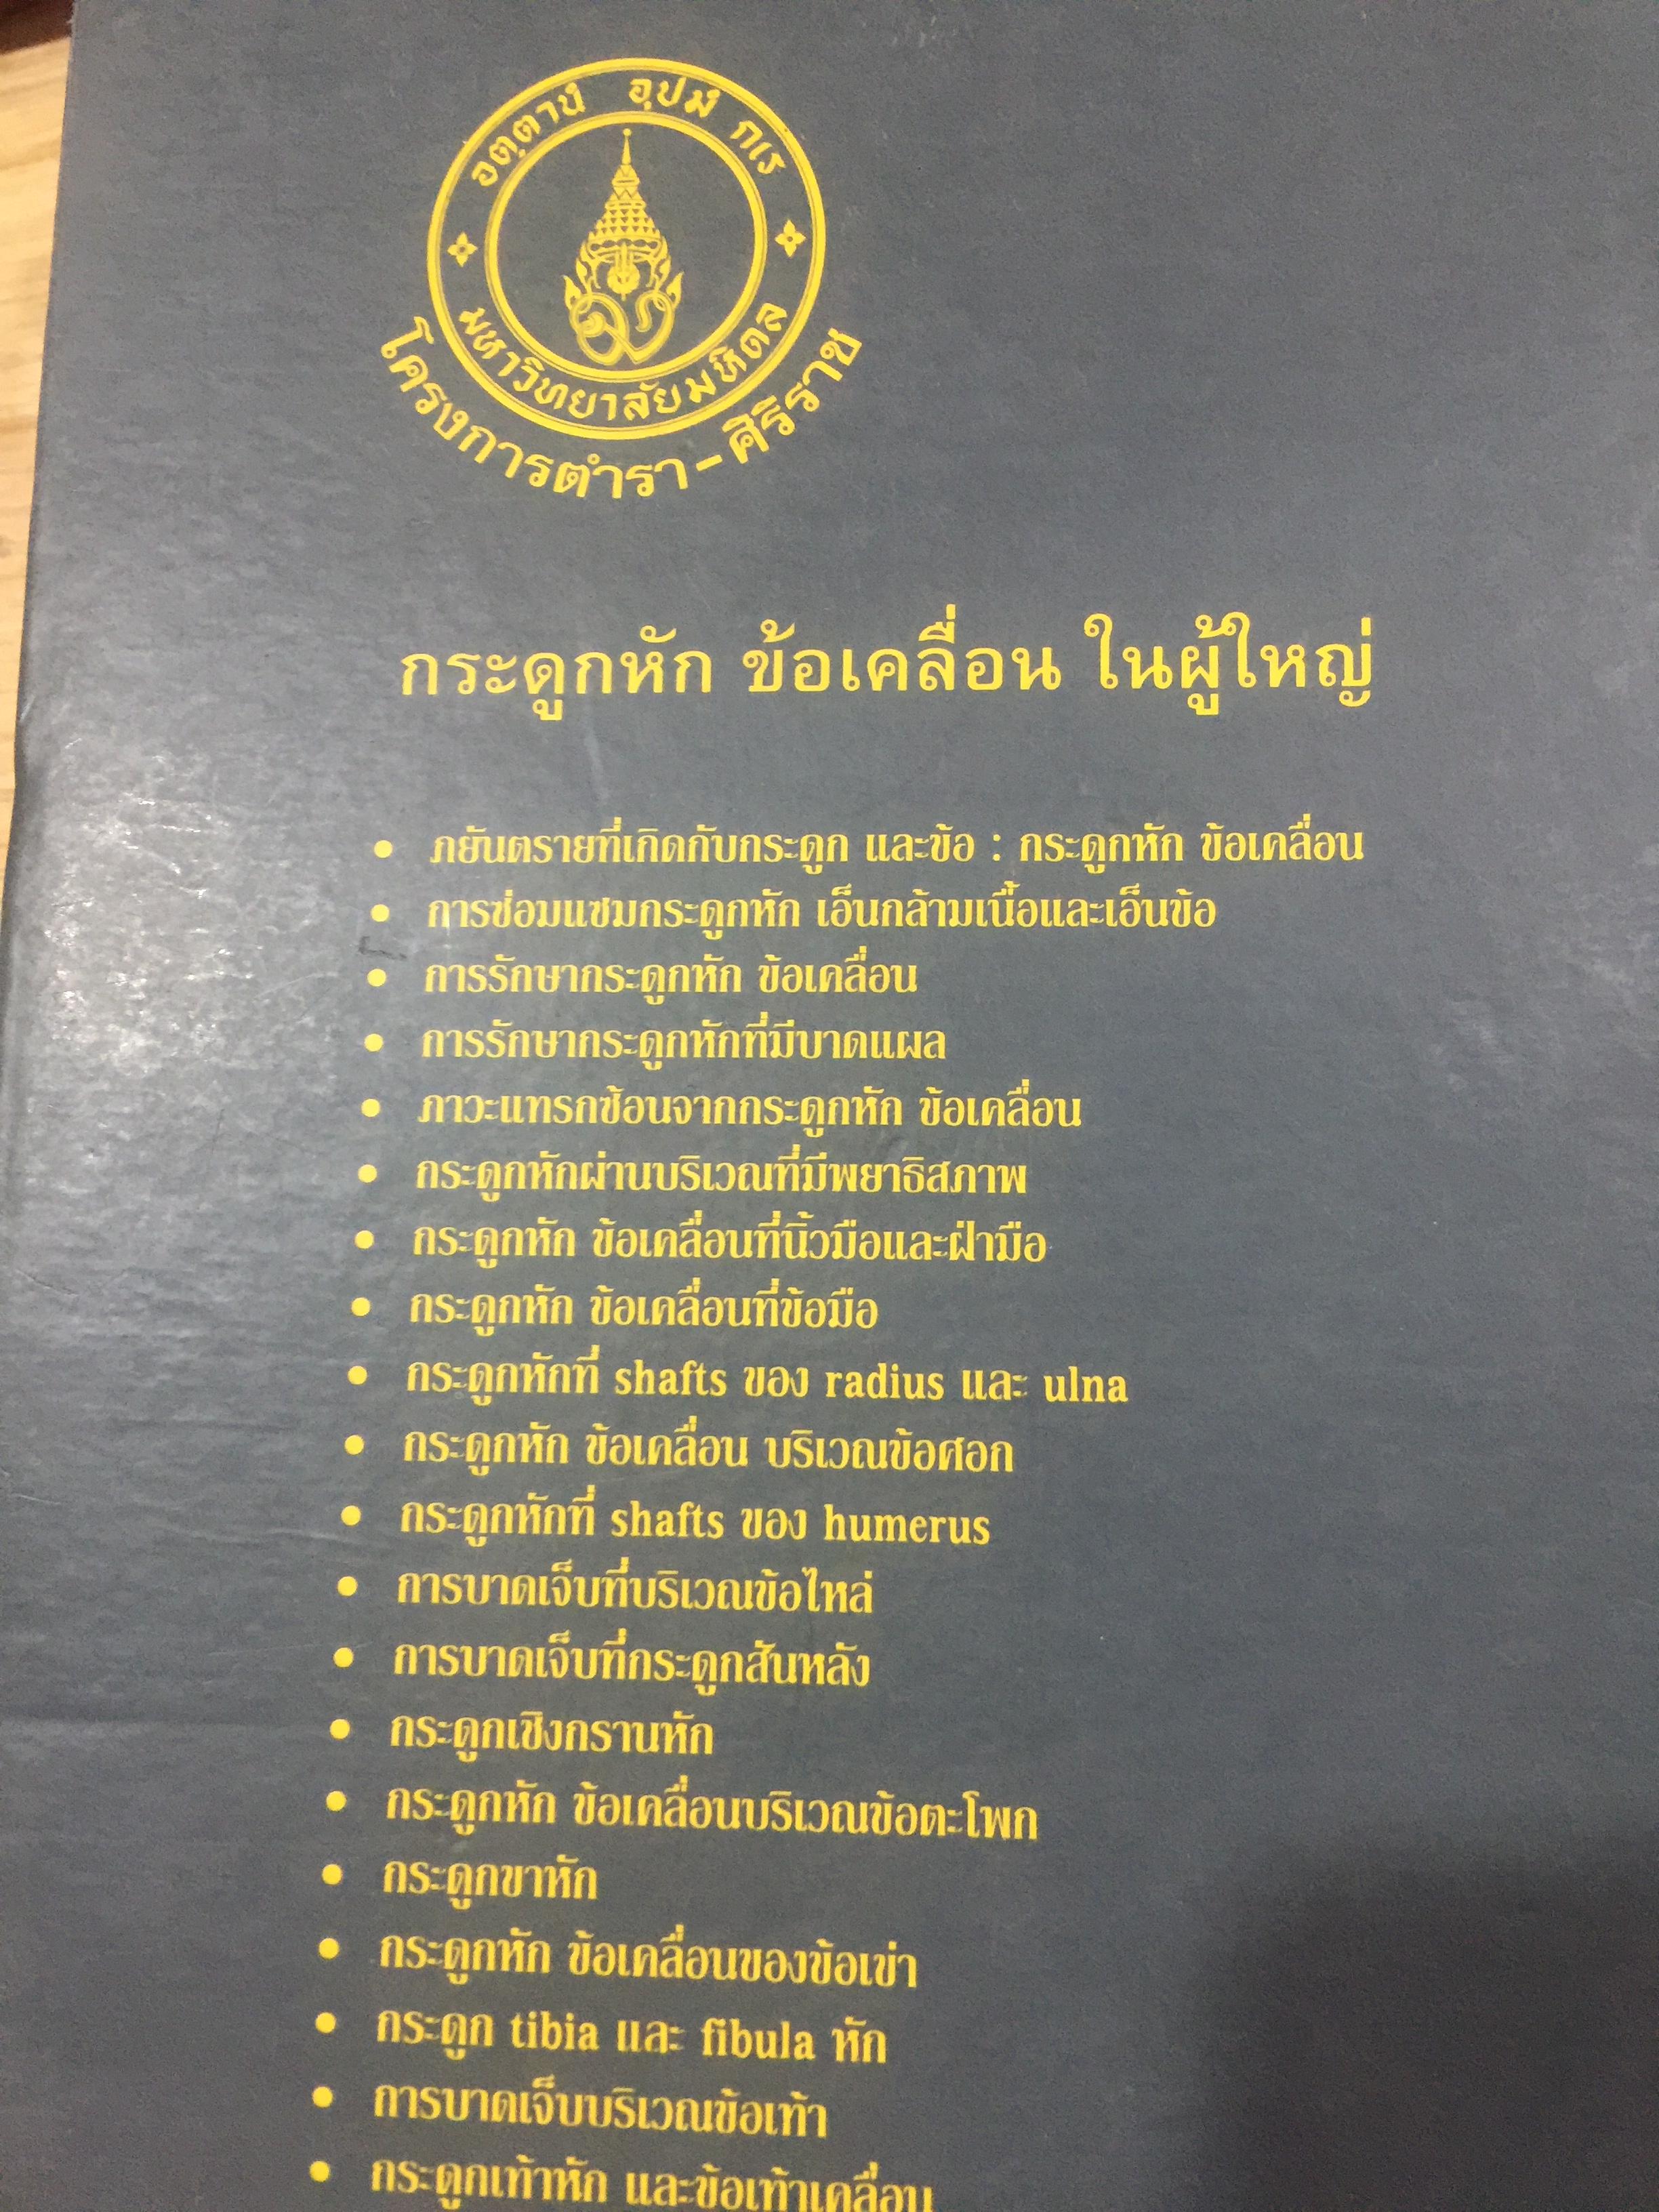 อตฺตานํ อุปมํ กเร
มหาวิทยาลัยมหิดล
โครงการตำรา-ศิริราช
กระดูกหัก ข้อเคลื่อน ในผู้ใหญ่
• ภยันตรายที่เกิดกับกระดูก และข้อ : กระดูกหัก ข้อเคลื่อน
• การซ่อมแซมกระดูกหัก เอ็นกล้ามเนื้อและเอ็นข้อ
• การรักษากระดูกหัก ข้อเคลื่อน
• การรักษากระดูกหักที่มีบาดแผล
• ภาวะแทรกซ้อนจากกระดูกหัก ข้อเคลื่อน
• กระดูกหักผ่านบริเวณที่มีพยาธิสภาพ
• กระดูกหัก ข้อเคลื่อนที่นิ้วมือและฝ่ามือ
• กระดูกหัก ข้อเคลื่อนที่ข้อมือ
• กระดูกหักที่ shafts ของ radius และ ulna
• กระดูกหัก ข้อเคลื่อน บริเวณข้อศอก
• กระดูกหักที่ shafts ของ humerus
• การบาดเจ็บที่บริเวณข้อไหล่
• การบาดเจ็บที่กระดูกสันหลัง
• กระดูกเชิงกรานหัก
• กระดูกหัก ข้อเคลื่อนบริเวณข้อตะโพก
• กระดูกขาหัก
• กระดูกหัก ข้อเคลื่อนของข้อเข่า
• กระดูก tibia และ fibula หัก
• การบาดเจ็บบริเวณข้อเท้า
• กระดูกเท้าหัก และข้อเท้าเคลื่อน